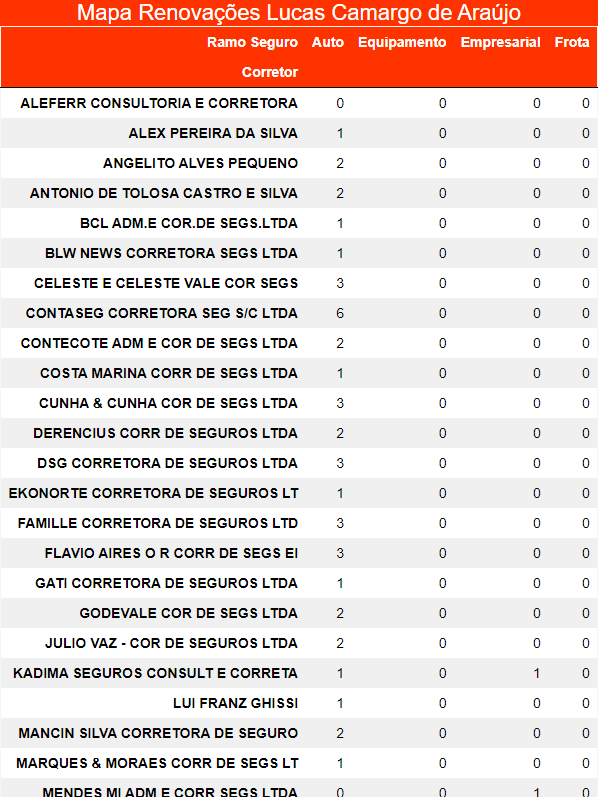 Mapa Renovações Lucas Camargo de Araújo
Ramo Seguro Auto Equipamento Empresarial Frota
Corretor
ALEFERR CONSULTORIA E CORRETORA 0 0 0 0
ALEX PEREIRA DA SILVA 1 0 0 0
ANGELITO ALVES PEQUENO 2 0 0 0
ANTONIO DE TOLOSA CASTRO E SILVA 2 0 0 0
BCL ADM.E COR.DE SEGS.LTDA 1 0 0 0
BLW NEWS CORRETORA SEGS LTDA 1 0 0 0
CELESTE E CELESTE VALE COR SEGS 3 0 0 0
CONTASEG CORRETORA SEG S/C LTDA 6 0 0 0
CONTECOTE ADM E COR DE SEGS LTDA 2 0 0 0
COSTA MARINA CORR DE SEGS LTDA 1 0 0 0
CUNHA & CUNHA COR DE SEGS LTDA 3 0 0 0
DERENCIUS CORR DE SEGUROS LTDA 2 0 0 0
DSG CORRETORA DE SEGUROS LTDA 3 0 0 0
EKONORTE CORRETORA DE SEGUROS LT 1 0 0 0
FAMILLE CORRETORA DE SEGUROS LTD 3 0 0 0
FLAVIO AIRES O R CORR DE SEGS EI 3 0 0 0
GATI CORRETORA DE SEGUROS LTDA 1 0 0 0
GODEVALE COR DE SEGS LTDA 2 0 0 0
JULIO VAZ - COR DE SEGUROS LTDA 2 0 0 0
KADIMA SEGUROS CONSULT E CORRETA 1 0 1 0
LUI FRANZ GHISSI 1 0 0 0
MANCIN SILVA CORRETORA DE SEGURO 2 0 0 0
MARQUES & MORAES CORR DE SEGS LT 1 0 0 0
MENDES MJ ADM E CORR SEGS LTDA 0 0 1 0